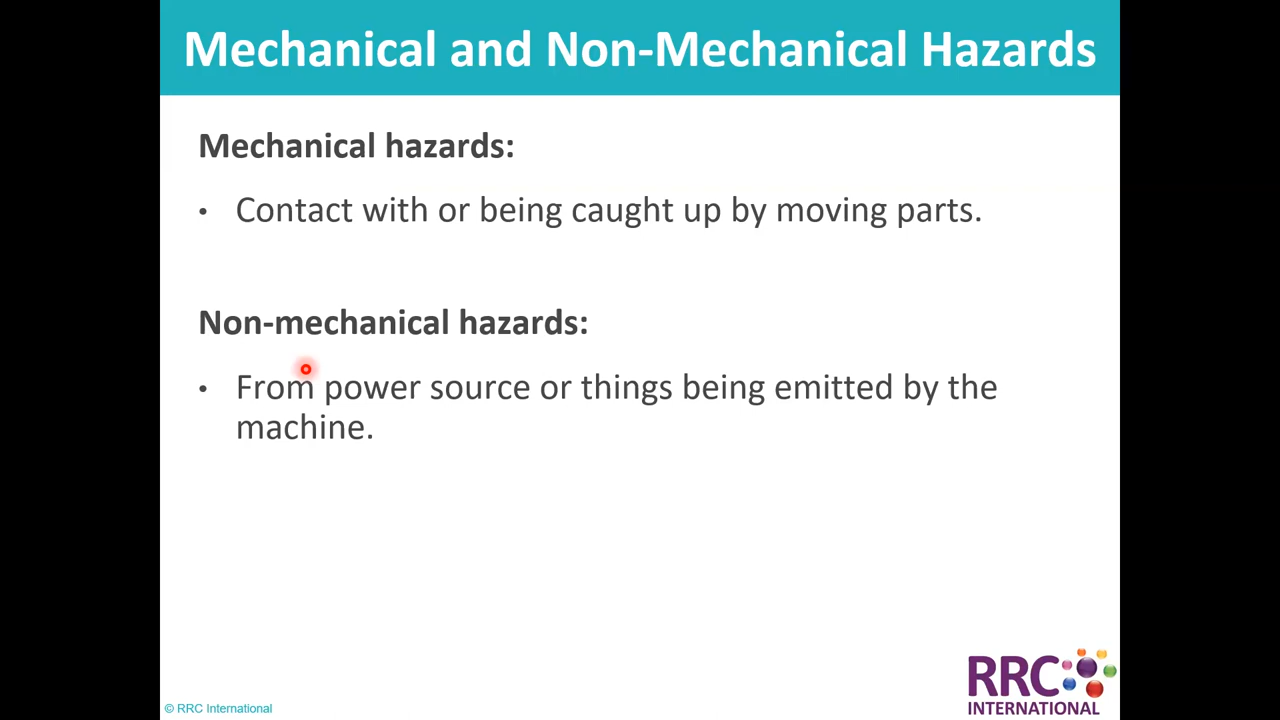 Mechanical and Non-Mechanical Hazards
Mechanical hazards:
• Contact with or being caught up by moving parts.
Non-mechanical hazards:
• From power source or things being emitted by the
machine.
© RRC International
RRC
INTERNATIONAL